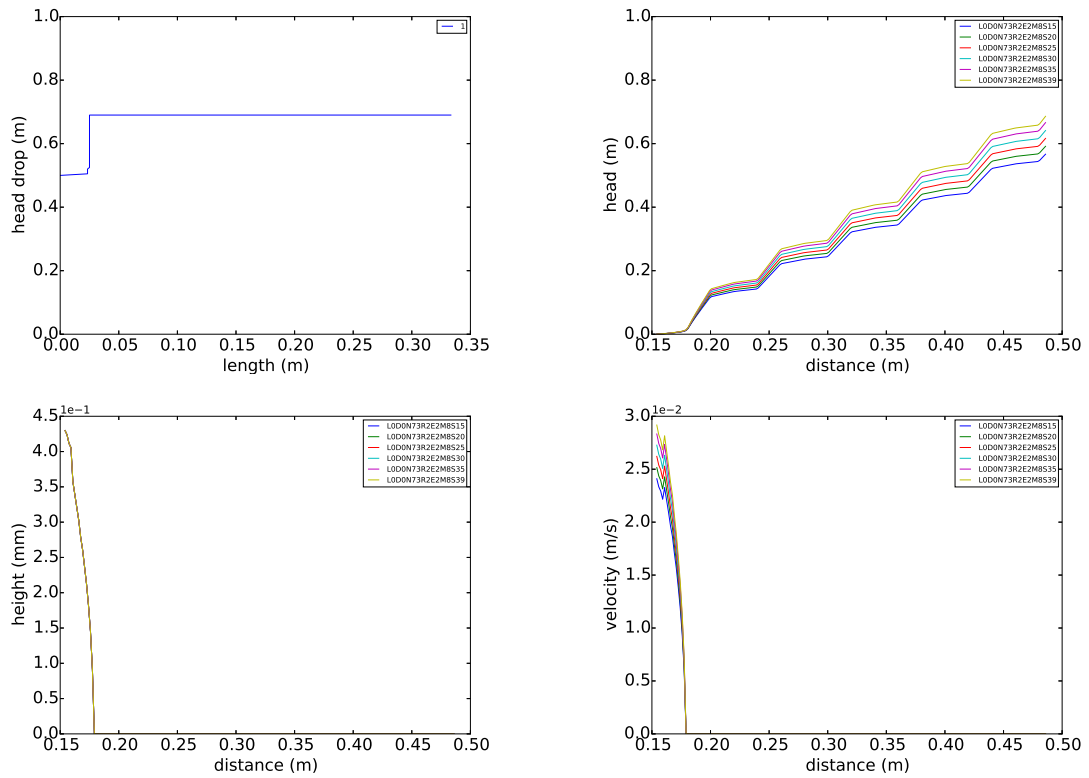 1.0
0.8
0.6
0.4
0.2
0.0
head drop (m)
0.00 0.05 0.10 0.15 0.20 0.25 0.30 0.35
length (m)
1
1.0
0.8
0.6
0.4
0.2
0.0
head (m)
0.15 0.20 0.25 0.30 0.35 0.40 0.45 0.50
distance (m)
L0D0N73R2E2M8S15
L0D0N73R2E2M8S20
L0D0N73R2E2M8S25
L0D0N73R2E2M8S30
L0D0N73R2E2M8S35
L0D0N73R2E2M8S39
1e−1
4.5
4.0
3.5
3.0
2.5
2.0
1.5
1.0
0.5
0.0
height (mm)
0.15 0.20 0.25 0.30 0.35 0.40 0.45 0.50
distance (m)
L0D0N73R2E2M8S15
L0D0N73R2E2M8S20
L0D0N73R2E2M8S25
L0D0N73R2E2M8S30
L0D0N73R2E2M8S35
L0D0N73R2E2M8S39
1e−2
3.0
2.5
2.0
1.5
1.0
0.5
0.0
velocity (m/s)
0.15 0.20 0.25 0.30 0.35 0.40 0.45 0.50
distance (m)
L0D0N73R2E2M8S15
L0D0N73R2E2M8S20
L0D0N73R2E2M8S25
L0D0N73R2E2M8S30
L0D0N73R2E2M8S35
L0D0N73R2E2M8S39